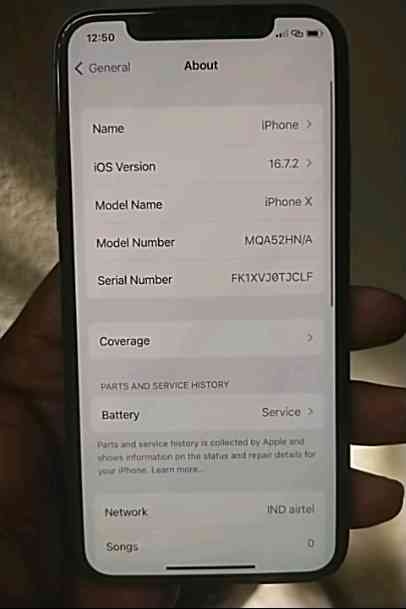 12:50
General
About
Name iPhone
iOS Version 16.7.2
Model Name iPhone X
Model Number MQA52HN/A
Serial Number FK1XVJ0TJCLF
Coverage
PARTS AND SERVICE HISTORY
Battery Service
Parts and service history is collected by Apple and
shows information on the status and repair details for
your iPhone. Learn more...
Network IND airtel
Songs 0